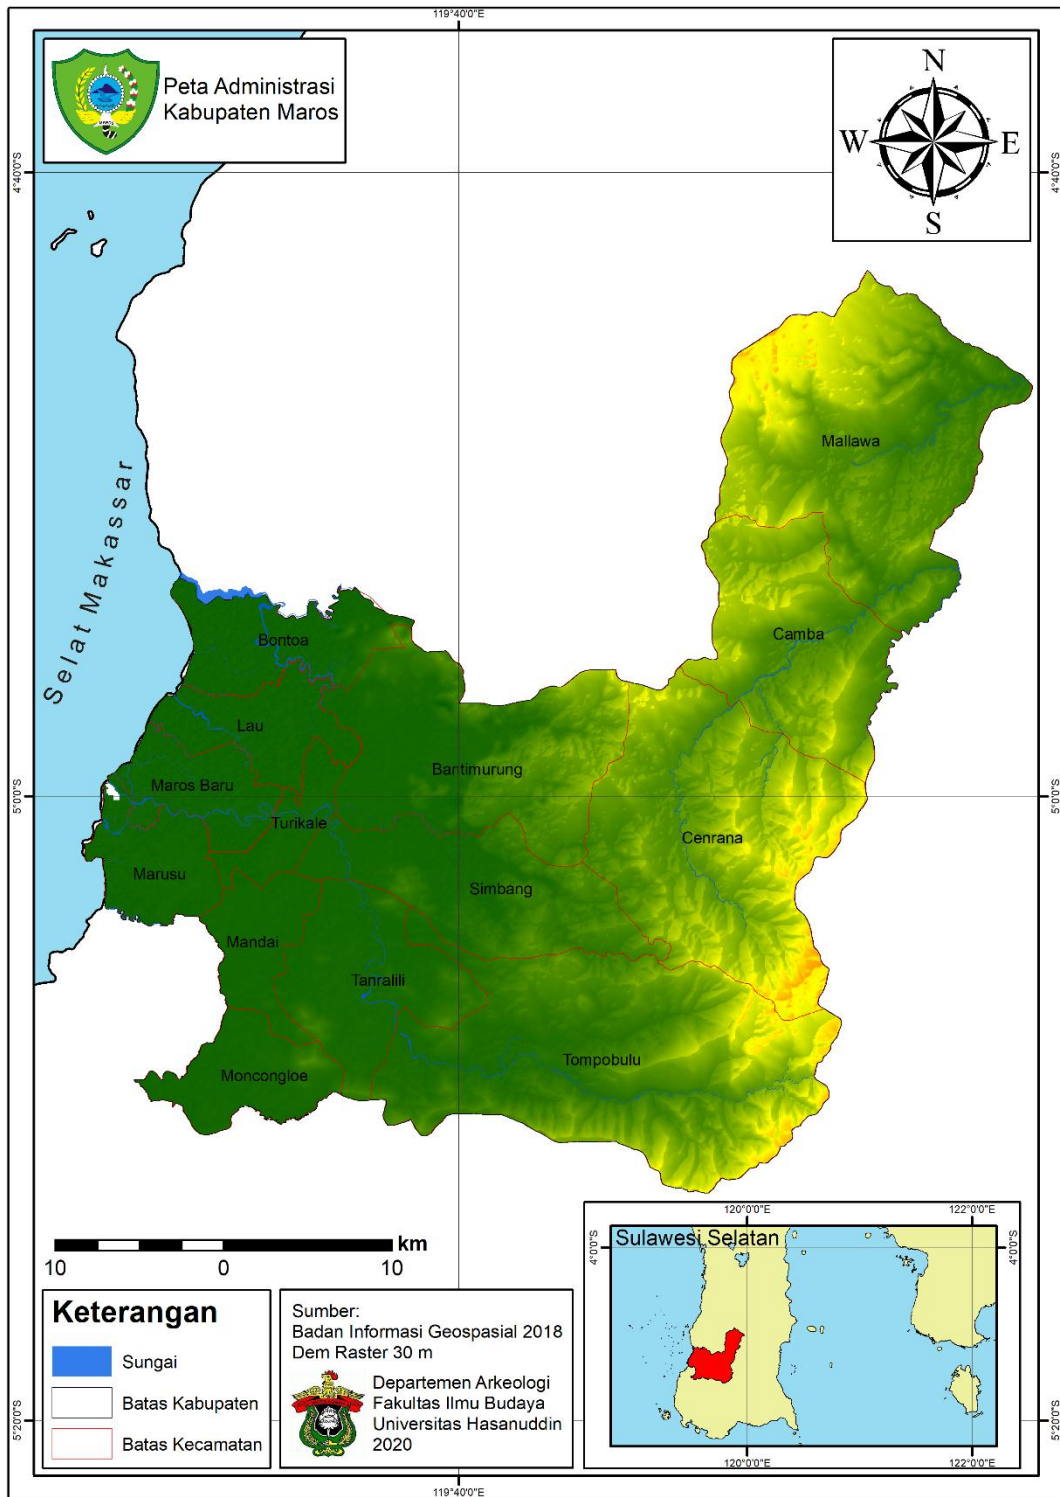 119°40'0"E
Peta Administrasi
Kabupaten Maros
MAROS
N
W
E
S
4°40'0"S
4°40'0"S
Selat Makassar
Mallawa
Camba
Bontoa
Lau
Bantimurung
Maros Baru
5°0'0"S
5°0'0"S
Turikale
Cenrana
Marusu
Simbang
Mandai
Tanralili
Tompobulu
Moncongloe
km
10
0
10
Keterangan
Sungai
Batas Kabupaten
Batas Kecamatan
Sumber:
Badan Informasi Geospasial 2018
Dem Raster 30 m
Departemen Arkeologi
Fakultas Ilmu Budaya
Universitas Hasanuddin
2020
120°0'0"E
122°0'0"E
Sulawesi Selatan
4°0'0"S
4°0'0"S
5°20'0"S
5°20'0"S
120°0'0"E
122°0'0"E
119°40'0"E